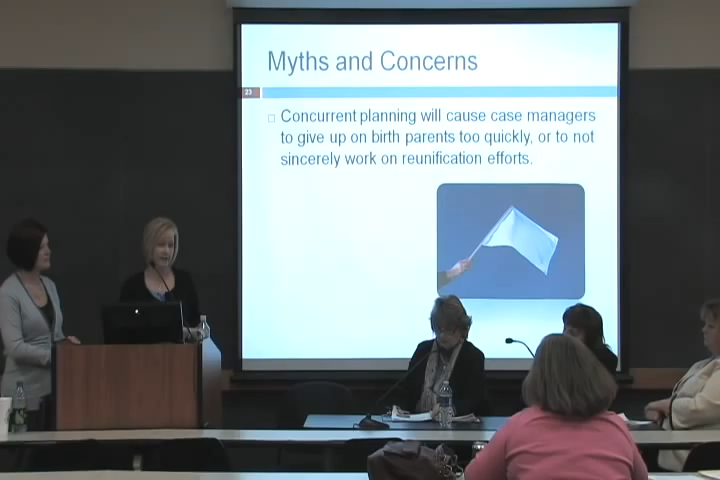 Myths and Concerns
23
□ Concurrent planning will cause case managers
to give up on birth parents too quickly, or to not
sincerely work on reunification efforts.